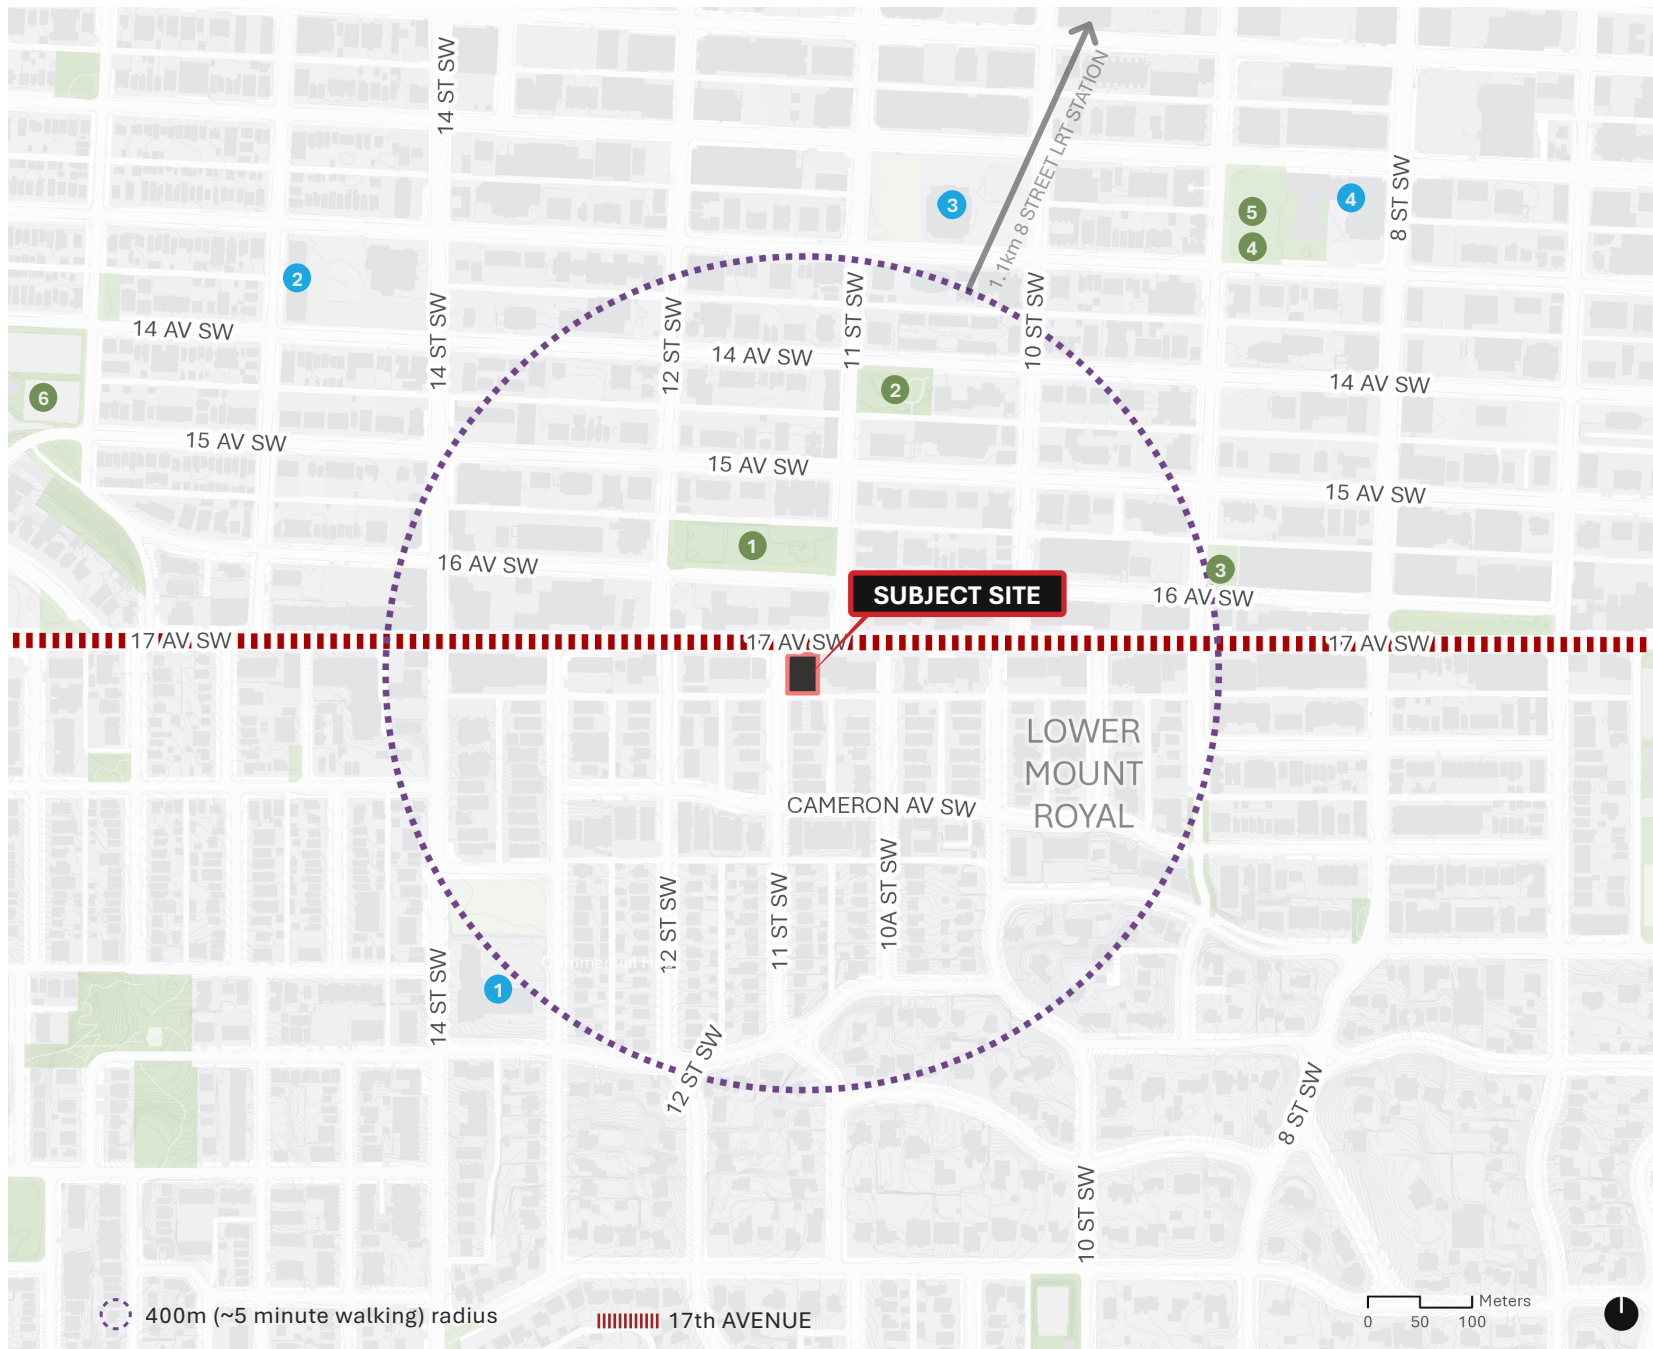 14 ST SW
1.1km 8 STREET LRT STATION
8 ST SW
3
4
5
4
2
14 AV SW
14 ST SW
12 ST SW
11 ST SW
10 ST SW
14 AV SW
14 AV SW
2
6
15 AV SW
15 AV SW
15 AV SW
1
16 AV SW
3
16 AV SW
SUBJECT SITE
17 AV SW
17 AV SW
17 AV SW
LOWER
MOUNT
ROYAL
CAMERON AV SW
10A ST SW
12 ST SW
11 ST SW
14 ST SW
Commercial H
1
12 ST SW
8 ST SW
10 ST SW
400m (~5 minute walking) radius
17th AVENUE
Meters
0 50 100